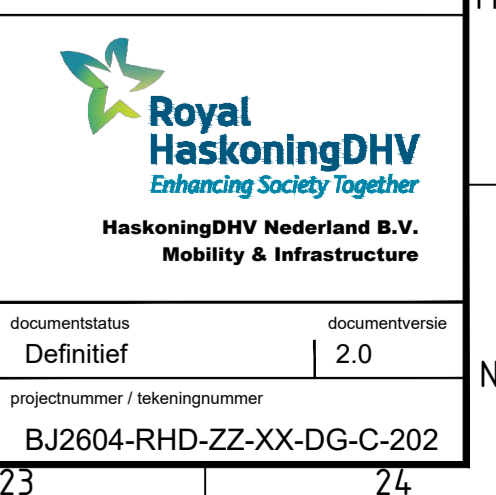 Royal
HaskoningDHV
Enhancing Society Together
HaskoningDHV Nederland B.V.
Mobility & Infrastructure
documentstatus documentversie
Definitief 2.0
projectnummer / tekeningnummer
N
BJ2604-RHD-ZZ-XX-DG-C-202
23 24